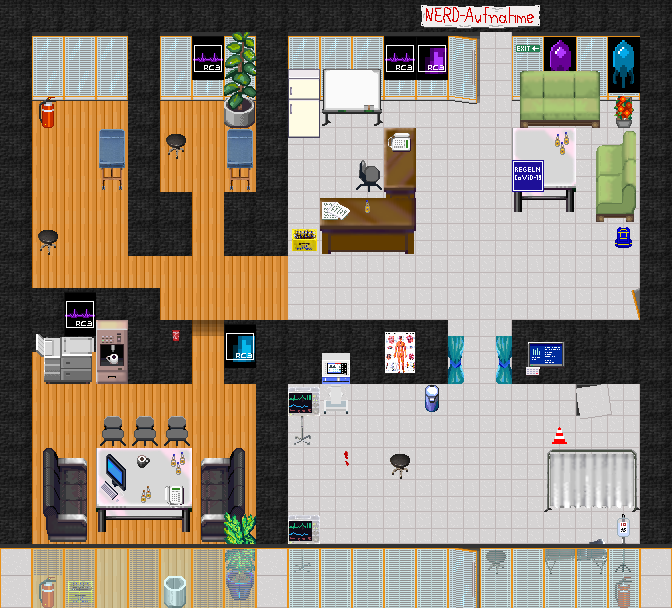 NERD-Aufnahme
EXIT ←
RC3
RC3
RC3
REGELN
CoViD-19
RC3
RC3